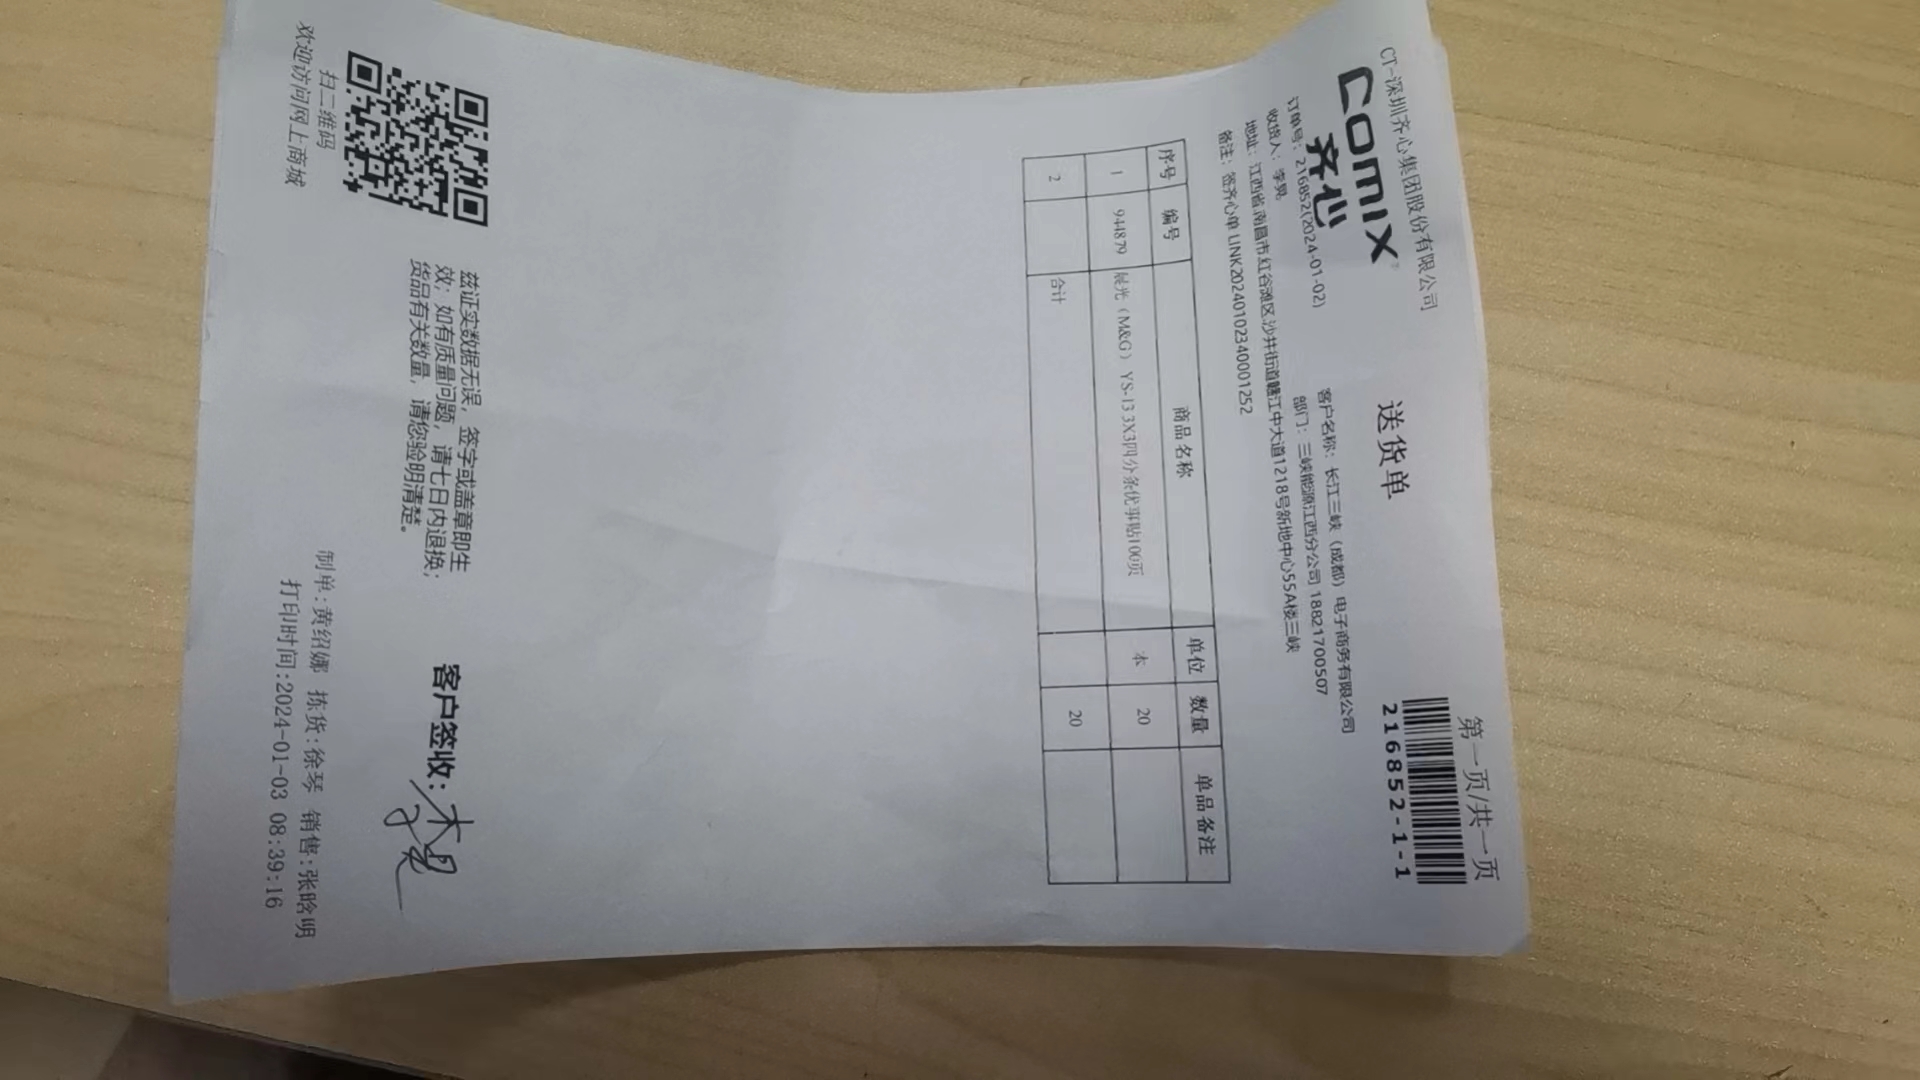 CT-深圳齐心集团股份有限公司
第一页/共一页
COMIX
齐心
送货单
216852-1-1
订单号：216852(2024-01-02)
客户名称：长江三峡（成都）电子商务有限公司
收货人：李晃
部门：三峡能源江西分公司 18821700507
地址：江西省,南昌市,红谷滩区,沙井街道赣江中大道1218号新地中心55A楼三峡
备注：签齐心单 LINK20240102340001252
序号 编号 商品名称 单位 数量 单品备注
1 944879 晨光（M&G）YS-13 3X3四分条优事贴100页 本 20
2 合计 20
兹证实数据无误，签字或盖章即生
效；如有质量问题，请七日内退换；
货品有关数量，请您验明清楚。
客户签收：
扫二维码
欢迎访问网上商城
制单:黄绍娜 拣货:徐琴 销售:张晗明
打印时间:2024-01-03 08:39:16